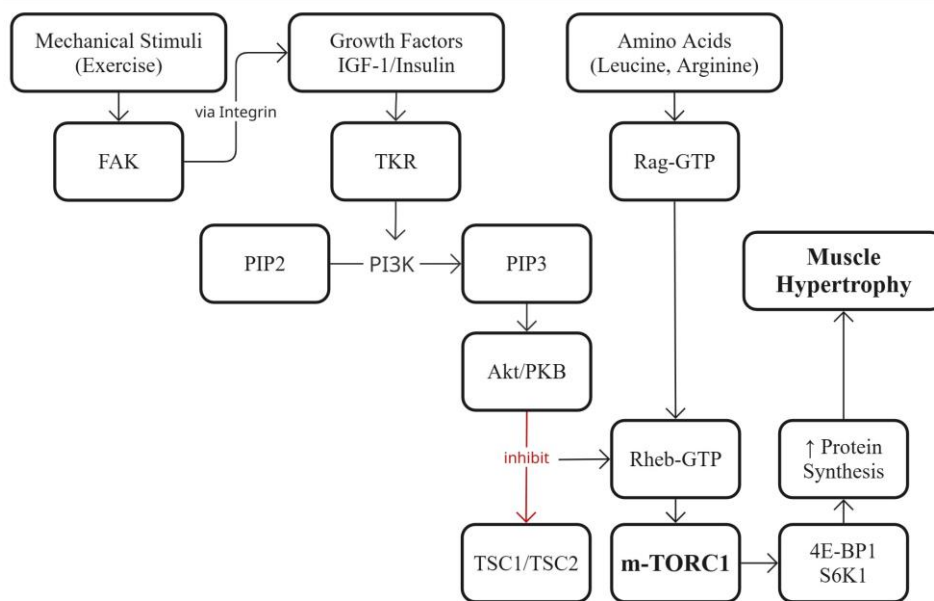 Mechanical Stimuli
(Exercise)
Growth Factors
IGF-1/Insulin
Amino Acids
(Leucine, Arginine)
via Integrin
FAK
TKR
Rag-GTP
PIP2
PI3K
PIP3
Muscle
Hypertrophy
Akt/PKB
inhibit
Rheb-GTP
↑ Protein
Synthesis
TSC1/TSC2
m-TORC1
4E-BP1
S6K1